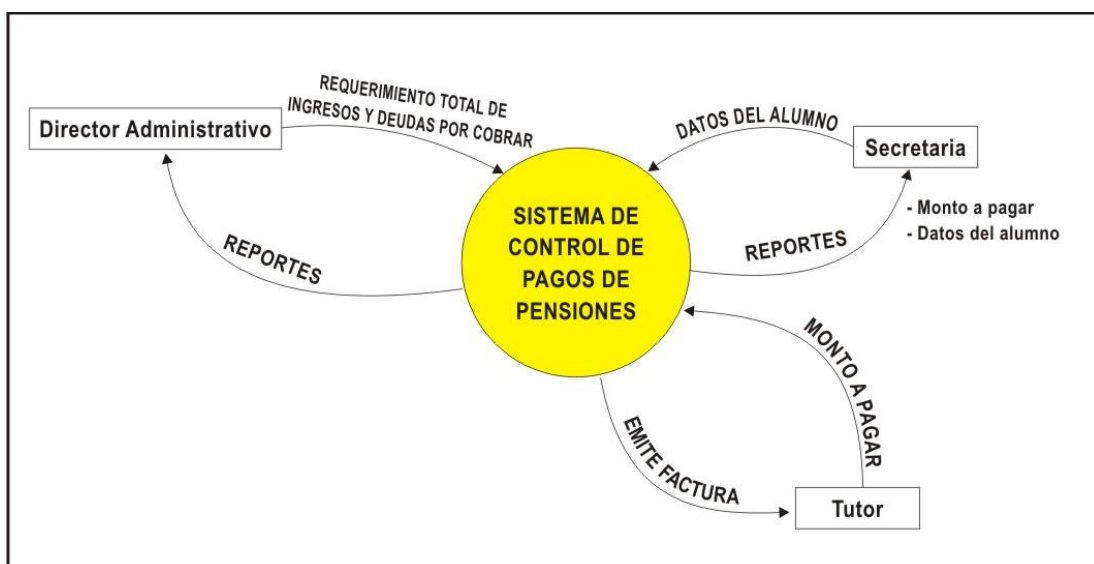 REQUERIMIENTO TOTAL DE
INGRESOS Y DEUDAS POR COBRAR
Director Administrativo
DATOS DEL ALUMNO
Secretaria
- Monto a pagar
- Datos del alumno
SISTEMA DE
CONTROL DE
PAGOS DE
PENSIONES
REPORTES
REPORTES
MONTO A PAGAR
EMITE FACTURA
Tutor